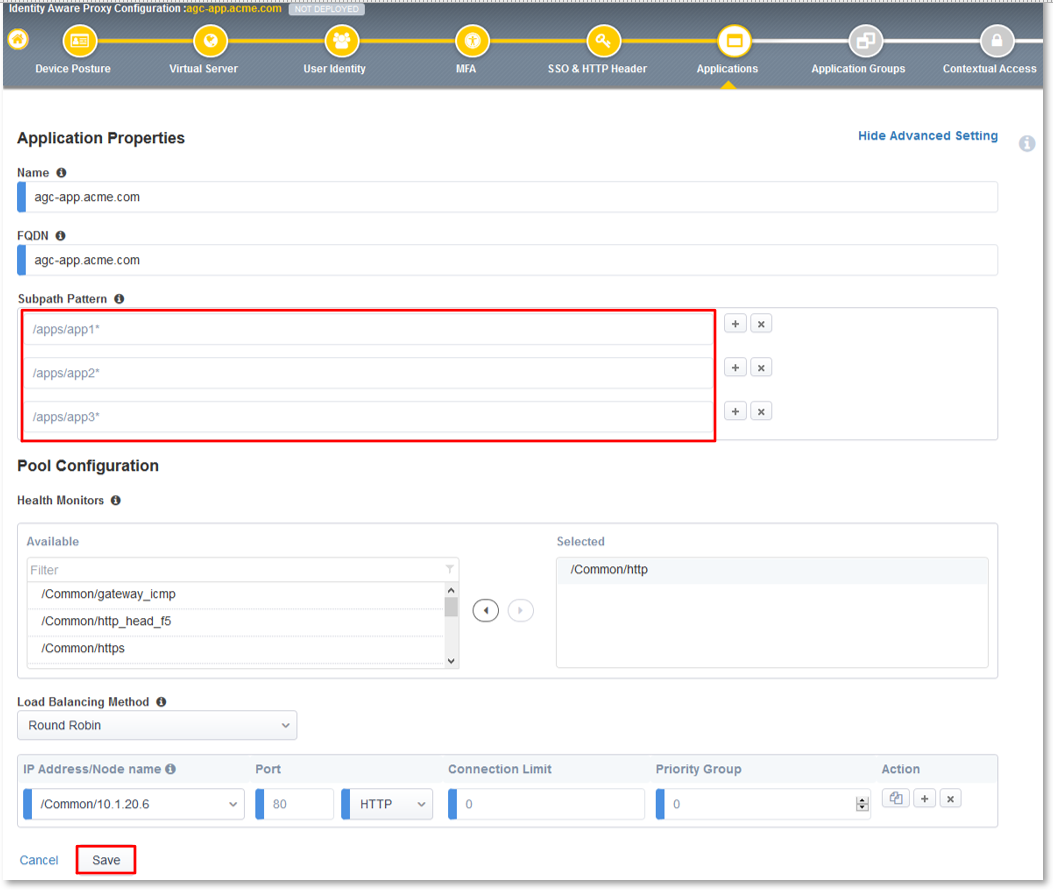 Identity Aware Proxy Configuration :agc-app.acme.com NOT DEPLOYED
Device Posture Virtual Server User Identity MFA SSO & HTTP Header Applications Application Groups Contextual Access
Application Properties Hide Advanced Setting
Name
agc-app.acme.com
FQDN
agc-app.acme.com
Subpath Pattern
/apps/app1*
/apps/app2*
/apps/app3*
Pool Configuration
Health Monitors
Available Selected
Filter /Common/http
/Common/gateway_icmp
/Common/http_head_f5
/Common/https
Load Balancing Method
Round Robin
IP Address/Node name Port Connection Limit Priority Group Action
/Common/10.1.20.6 80 HTTP 0 0
Cancel Save